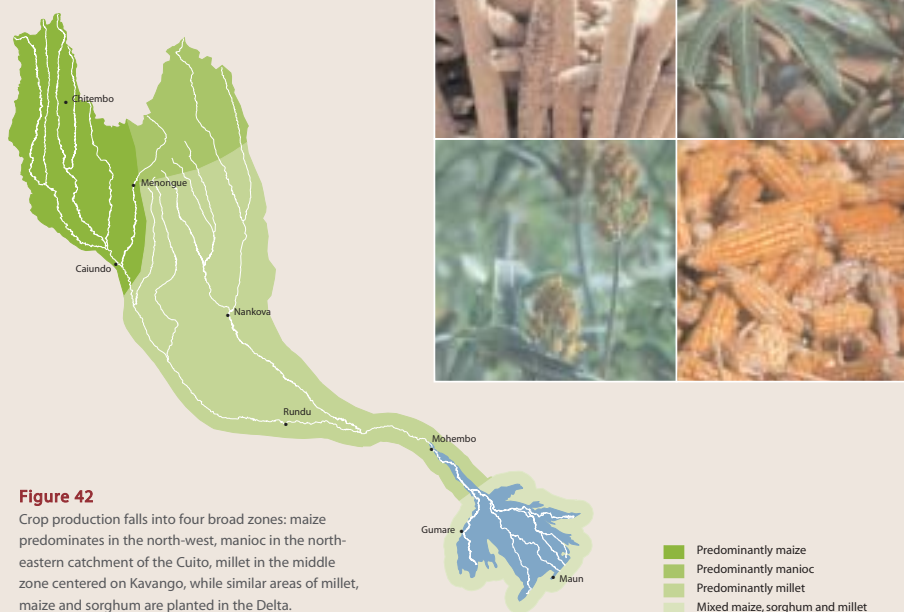 Chitembo
Menongue
Caiundo
Nankova
Rundu
Mohembo
Gumare
Maun
Figure 42
Crop production falls into four broad zones: maize
predominates in the north-west, manioc in the north-
eastern catchment of the Cuito, millet in the middle
zone centered on Kavango, while similar areas of millet,
maize and sorghum are planted in the Delta.
Predominantly maize
Predominantly manioc
Predominantly millet
Mixed maize, sorghum and millet